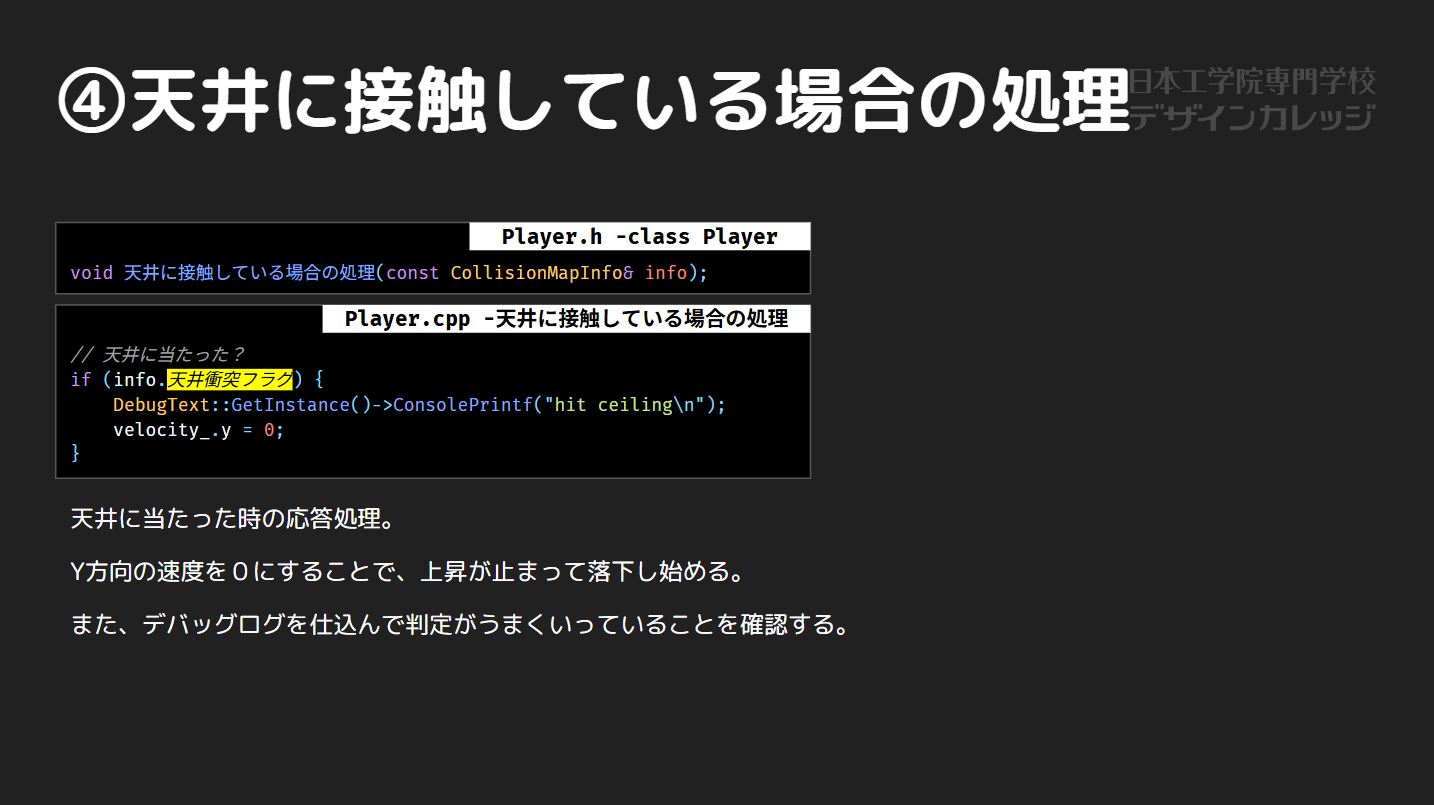 ④天井に接触している場合の処理
日本工学院専門学校
デザインカレッジ
Player.h -class Player
void 天井に接触している場合の処理(const CollisionMapInfo& info);
Player.cpp -天井に接触している場合の処理
// 天井に当たった？
if (info.天井衝突フラグ) {
    DebugText::GetInstance()->ConsolePrintf("hit ceiling\n");
    velocity_.y = 0;
}
天井に当たった時の応答処理。
Y方向の速度を０にすることで、上昇が止まって落下し始める。
また、デバッグログを仕込んで判定がうまくいっていることを確認する。